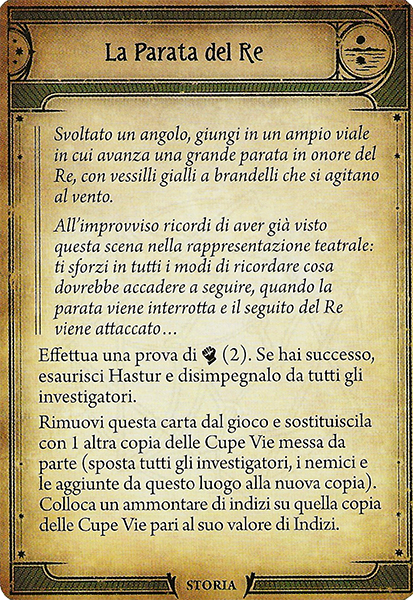 La Parata del Re
Svoltato un angolo, giungi in un ampio viale
in cui avanza una grande parata in onore del
Re, con vessilli gialli a brandelli che si agitano
al vento.
All'improvviso ricordi di aver già visto
questa scena nella rappresentazione teatrale:
ti sforzi in tutti i modi di ricordare cosa
dovrebbe accadere a seguire, quando la
parata viene interrotta e il seguito del Re
viene attaccato…
Effettua una prova di (2). Se hai successo,
esaurisci Hastur e disimpegnalo da tutti gli
investigatori.
Rimuovi questa carta dal gioco e sostituiscila
con 1 altra copia delle Cupe Vie messa da
parte (sposta tutti gli investigatori, i nemici e
le aggiunte da questo luogo alla nuova copia).
Colloca un ammontare di indizi su quella copia
delle Cupe Vie pari al suo valore di Indizi.
STORIA